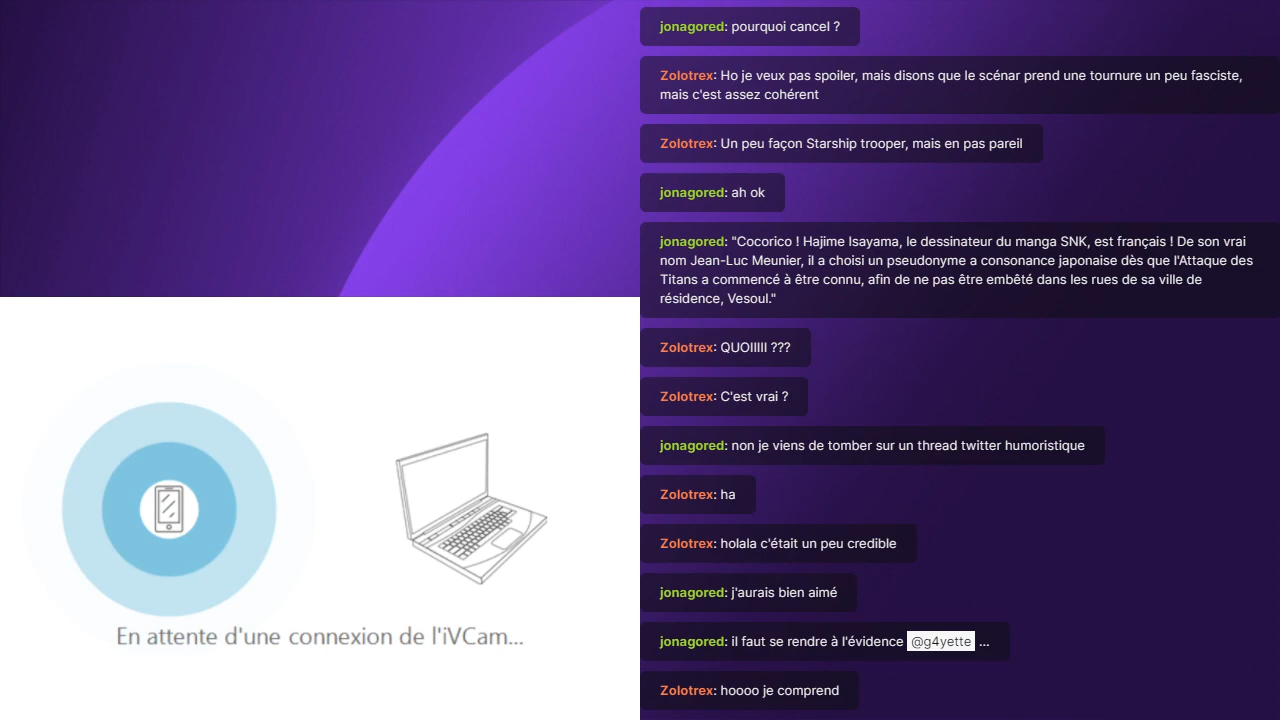 jonagored: pourquoi cancel ?
Zolotrex: Ho je veux pas spoiler, mais disons que le scénar prend une tournure un peu fasciste,
mais c'est assez cohérent
Zolotrex: Un peu façon Starship trooper, mais en pas pareil
jonagored: ah ok
jonagored: "Cocorico ! Hajime Isayama, le dessinateur du manga SNK, est français ! De son vrai
nom Jean-Luc Meunier, il a choisi un pseudonyme a consonance japonaise dès que l'Attaque des
Titans a commencé à être connu, afin de ne pas être embêté dans les rues de sa ville de
résidence, Vesoul."
Zolotrex: QUOIIIII ???
Zolotrex: C'est vrai ?
jonagored: non je viens de tomber sur un thread twitter humoristique
Zolotrex: ha
Zolotrex: holala c'était un peu credible
jonagored: j'aurais bien aimé
jonagored: il faut se rendre à l'évidence @g4yette ...
Zolotrex: hoooo je comprend
En attente d'une connexion de l'iVCam...